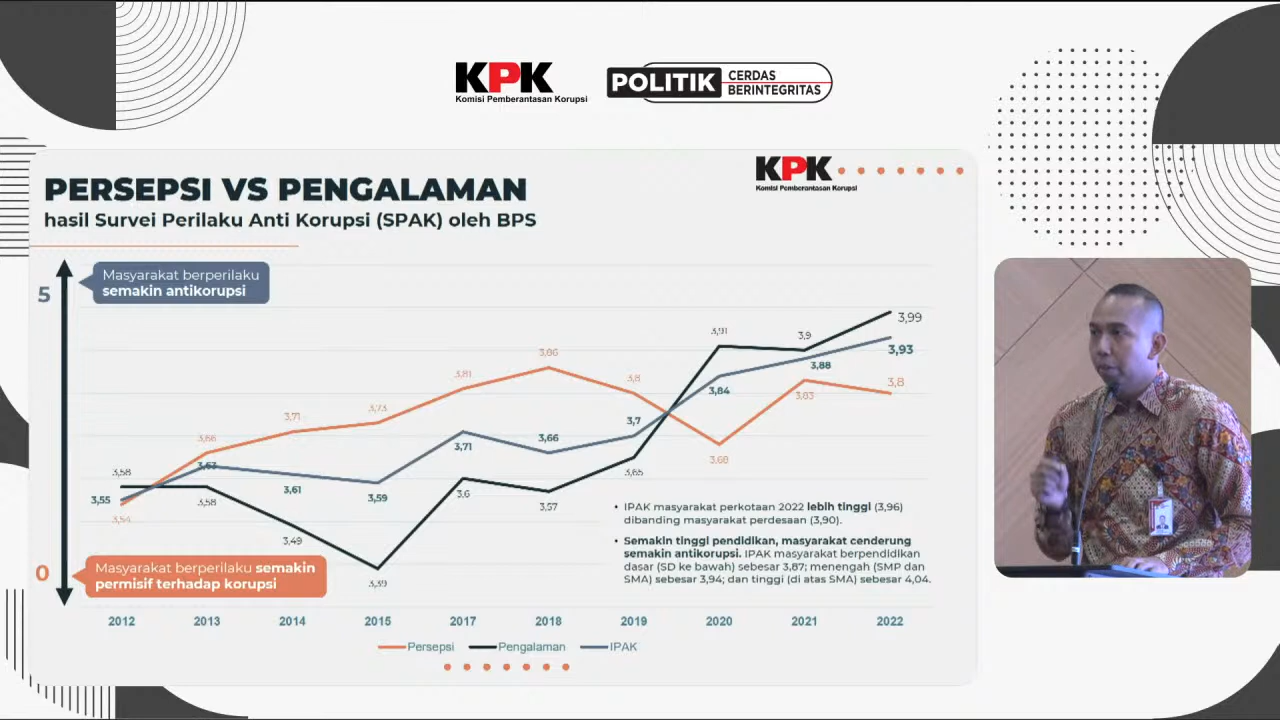 KPK
Komisi Pemberantasan Korupsi
POLITIK CERDAS
BERINTEGRITAS
PERSEPSI VS PENGALAMAN
hasil Survei Perilaku Anti Korupsi (SPAK) oleh BPS
KPK
Komisi Pemberantasan Korupsi
5
Masyarakat berperilaku
semakin antikorupsi
3,58
3,55
3,54
3,66
3,63
3,58
3,71
3,61
3,49
3,73
3,59
3,39
3,81
3,71
3,6
3,86
3,66
3,57
3,8
3,7
3,65
3,91
3,84
3,68
3,9
3,88
3,83
3,99
3,93
3,8
• IPAK masyarakat perkotaan 2022 lebih tinggi (3,96)
dibanding masyarakat perdesaan (3,90).
• Semakin tinggi pendidikan, masyarakat cenderung
semakin antikorupsi. IPAK masyarakat berpendidikan
dasar (SD ke bawah) sebesar 3,87; menengah (SMP dan
SMA) sebesar 3,94; dan tinggi (di atas SMA) sebesar 4,04.
0
Masyarakat berperilaku semakin
permisif terhadap korupsi
2012 2013 2014 2015 2017 2018 2019 2020 2021 2022
Persepsi Pengalaman IPAK